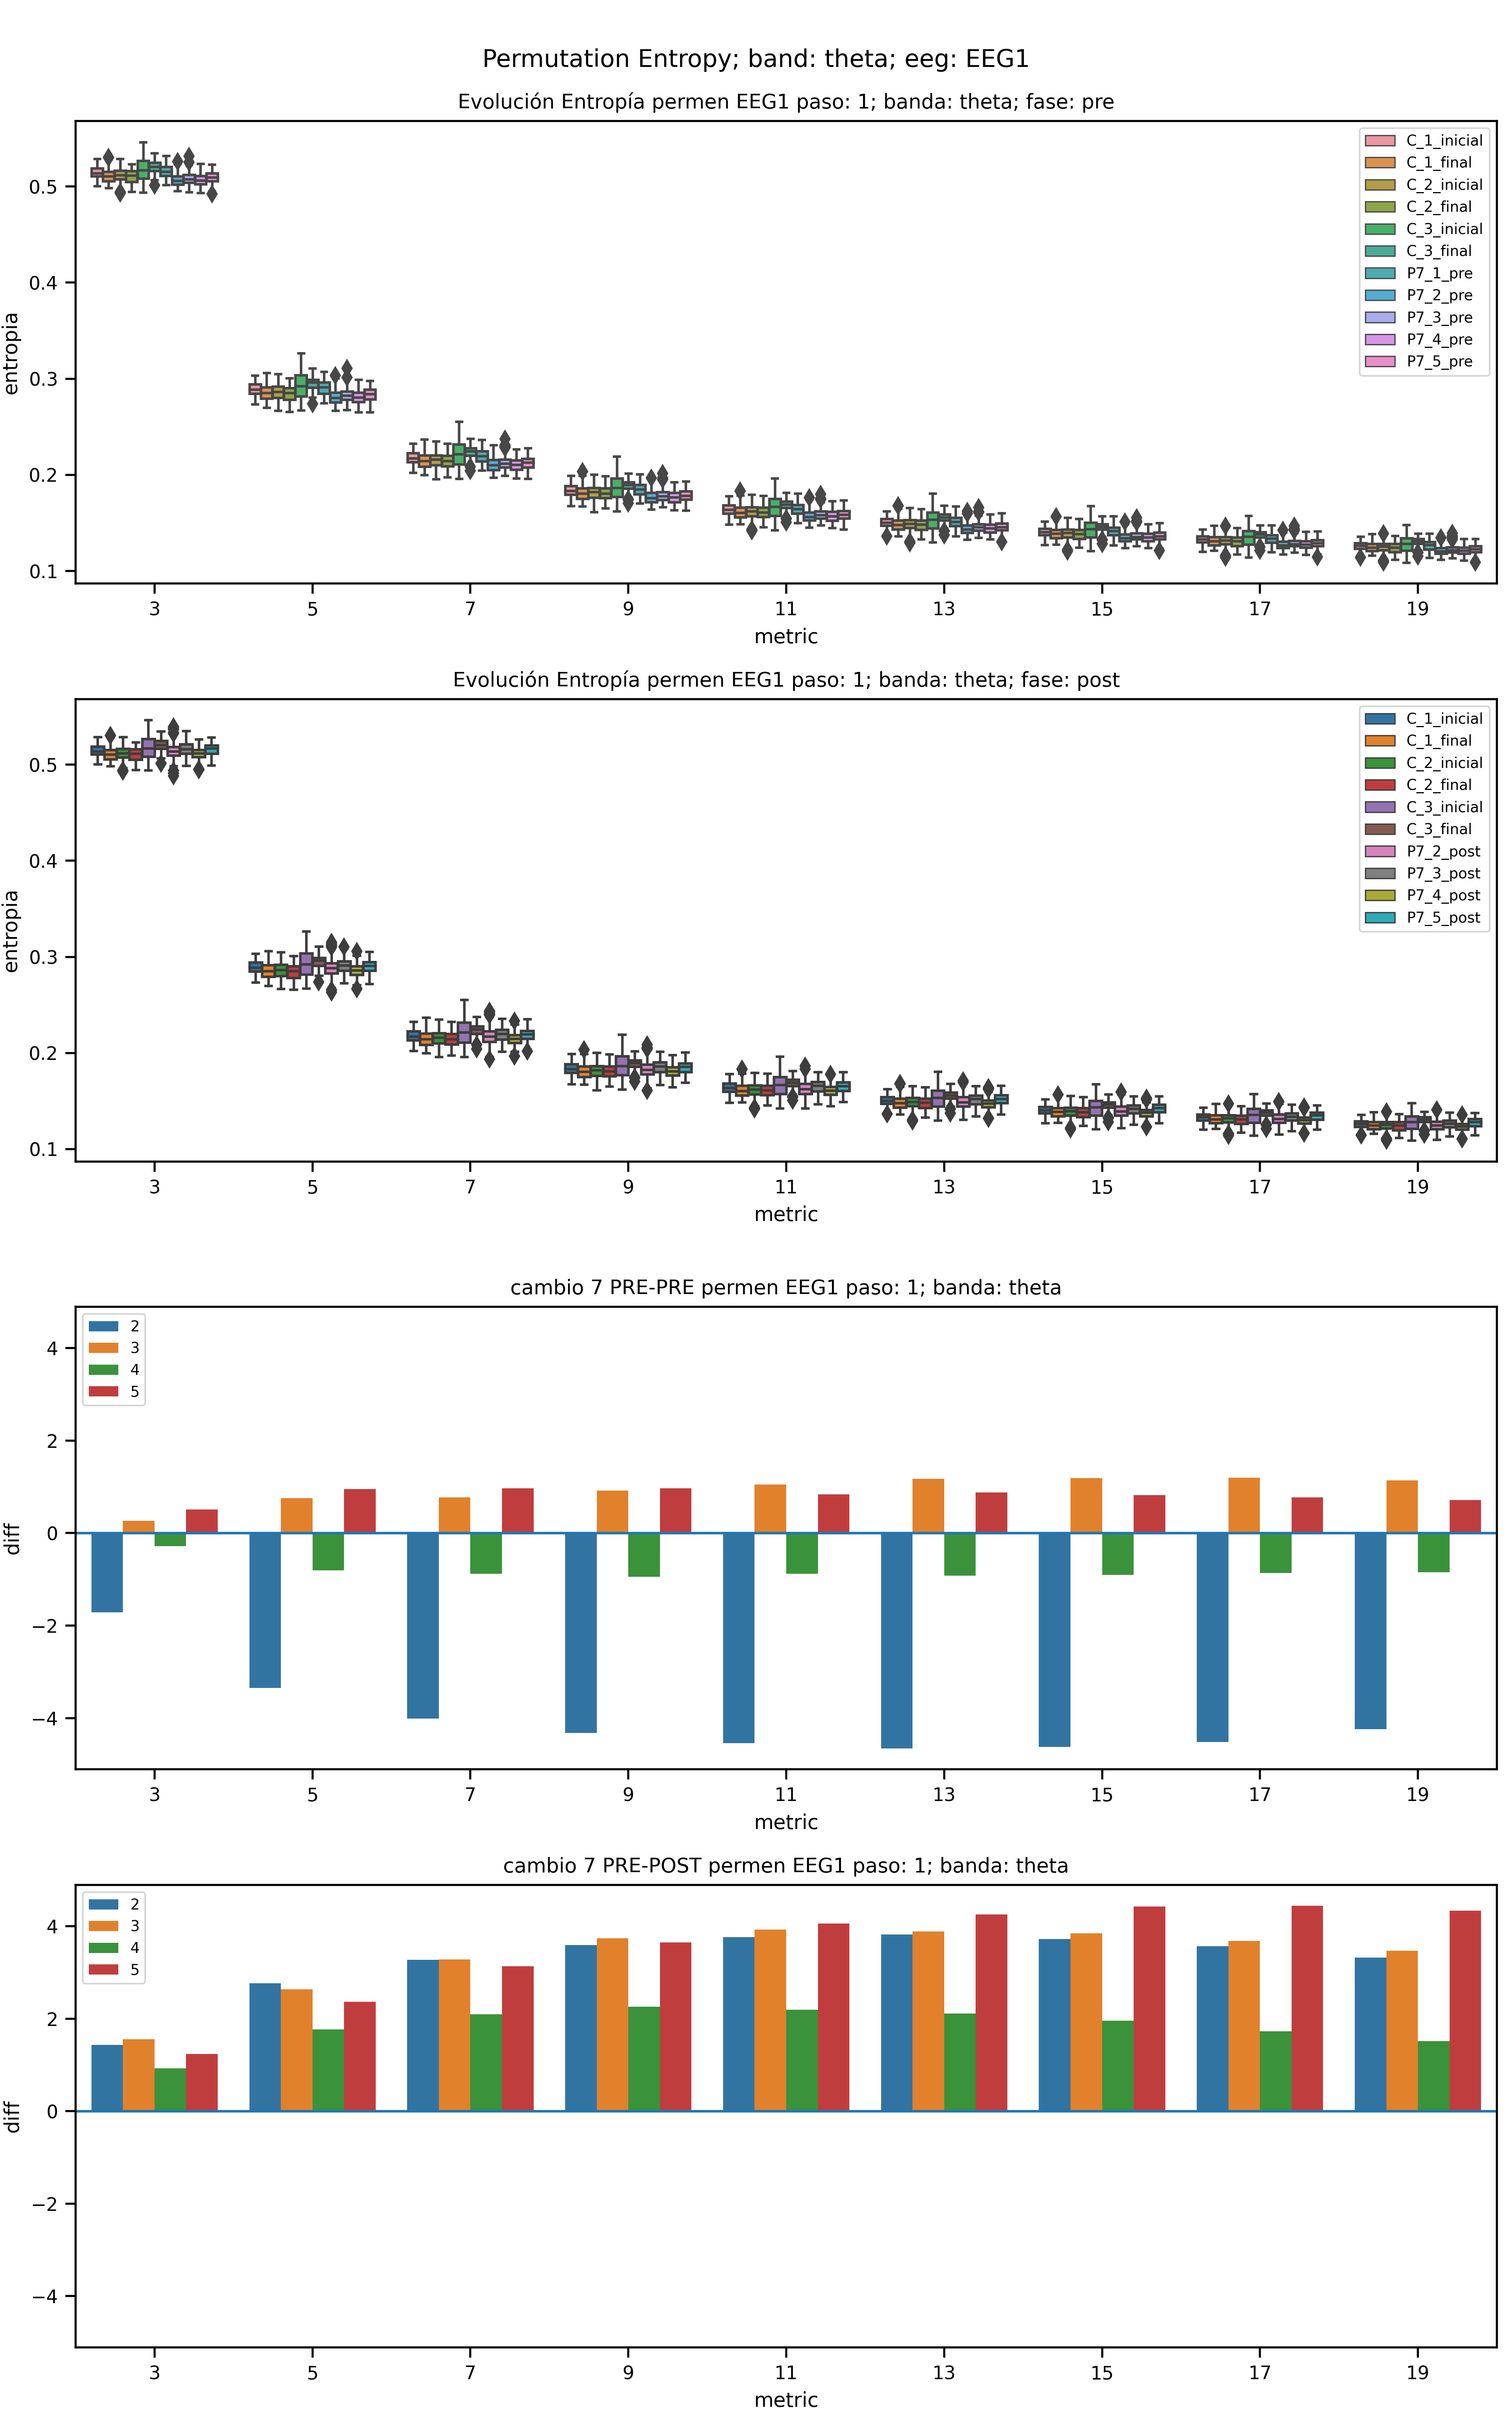 Permutation Entropy; band: theta; eeg: EEG1
Evolución Entropía permen EEG1 paso: 1; banda: theta; fase: pre
entropia
0.5
0.4
0.3
0.2
0.1
C_1_inicial
C_1_final
C_2_inicial
C_2_final
C_3_inicial
C_3_final
P7_1_pre
P7_2_pre
P7_3_pre
P7_4_pre
P7_5_pre
3 5 7 9 11 13 15 17 19
metric
Evolución Entropía permen EEG1 paso: 1; banda: theta; fase: post
entropia
0.5
0.4
0.3
0.2
0.1
C_1_inicial
C_1_final
C_2_inicial
C_2_final
C_3_inicial
C_3_final
P7_2_post
P7_3_post
P7_4_post
P7_5_post
3 5 7 9 11 13 15 17 19
metric
cambio 7 PRE-PRE permen EEG1 paso: 1; banda: theta
diff
4
2
0
−2
−4
2
3
4
5
3 5 7 9 11 13 15 17 19
metric
cambio 7 PRE-POST permen EEG1 paso: 1; banda: theta
diff
4
2
0
−2
−4
2
3
4
5
3 5 7 9 11 13 15 17 19
metric